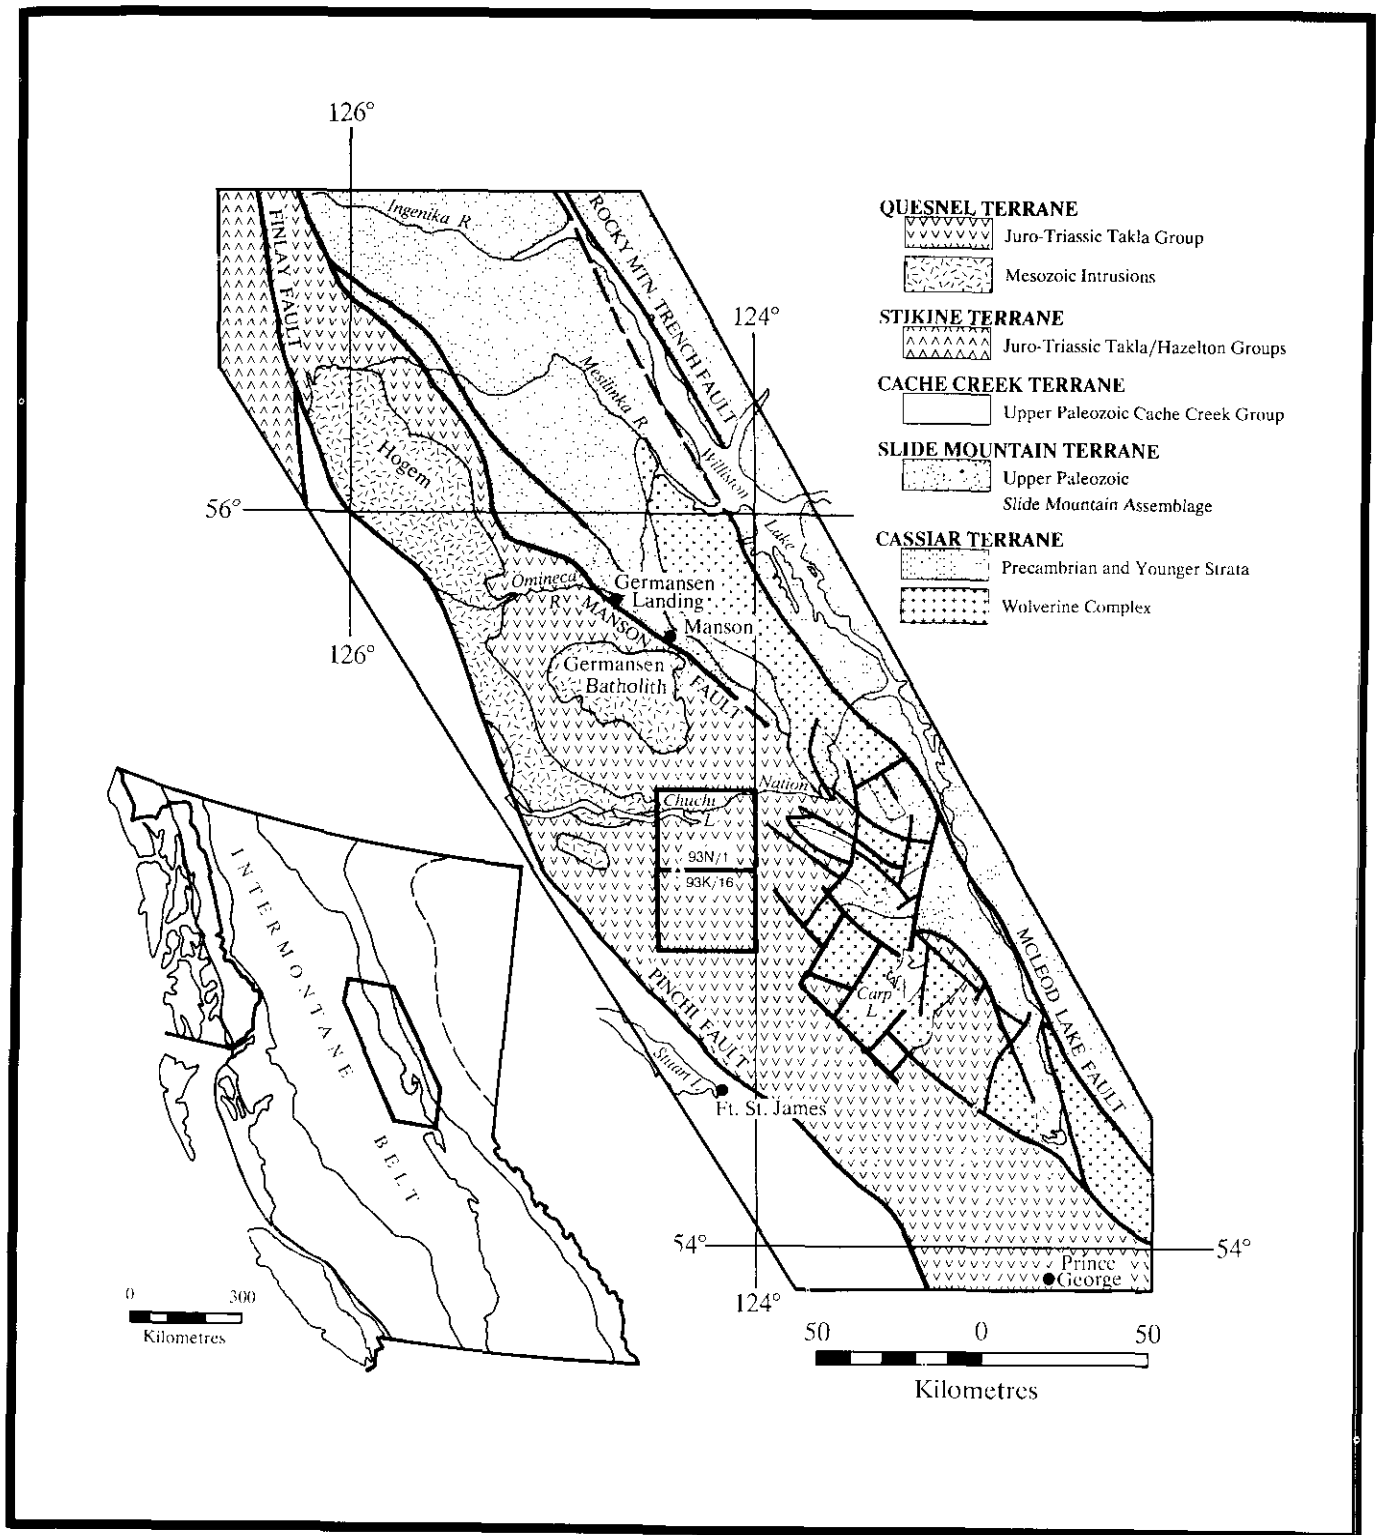 126°
Ingenika R
ROCKY MTN. TRENCH FAULT
FINLAY FAULT
124°
QUESNEL TERRANE
Juro-Triassic Takla Group
Mesozoic Intrusions
STIKINE TERRANE
Juro-Triassic Takla/Hazelton Groups
CACHE CREEK TERRANE
Upper Paleozoic Cache Creek Group
SLIDE MOUNTAIN TERRANE
Upper Paleozoic
Slide Mountain Assemblage
CASSIAR TERRANE
Precambrian and Younger Strata
Wolverine Complex
Mesilinka R
Hogem
Williston
Lake
56°
Omineca
R
Germansen
Landing
MANSON FAULT
Manson
126°
Germansen
Batholith
Nation
Chuchi
L
93N/1
93K/16
INTERMONTANE
BELT
PINCHI FAULT
Carp
L
MCLEOD LAKE FAULT
Stuart L
Ft. St. James
54°
54°
Prince
George
124°
0 300
Kilometres
50 0 50
Kilometres